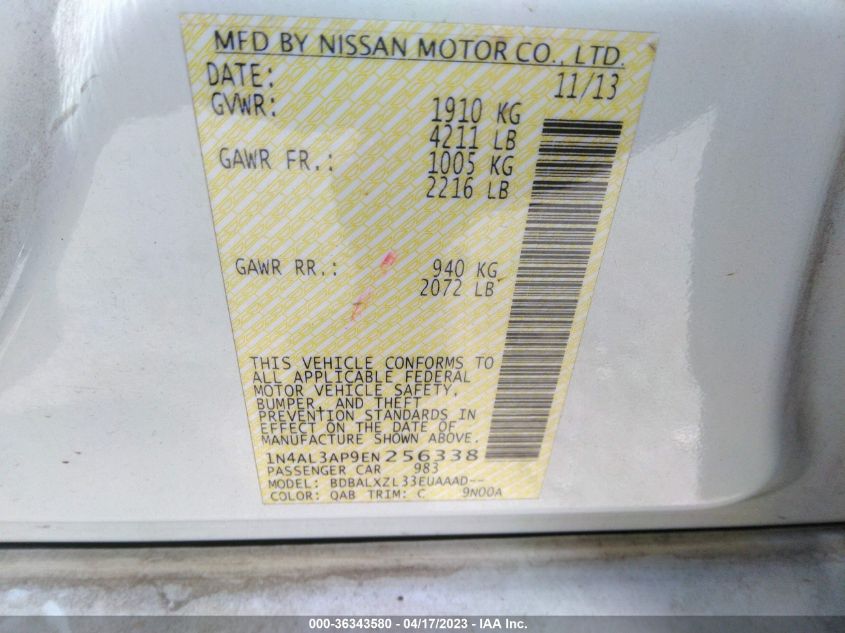 MFD BY NISSAN MOTOR CO., LTD.
DATE: 11/13
GVWR: 1910 KG
4211 LB
GAWR FR.: 1005 KG
2216 LB
GAWR RR.: 940 KG
2072 LB
THIS VEHICLE CONFORMS TO
ALL APPLICABLE FEDERAL
MOTOR VEHICLE SAFETY,
BUMPER, AND THEFT
PREVENTION STANDARDS IN
EFFECT ON THE DATE OF
MANUFACTURE SHOWN ABOVE.
1N4AL3AP9EN256338
PASSENGER CAR 983
MODEL: BDBALXZL33EUAAAD--
COLOR: QAB TRIM: C 9N00A
000-36343580 - 04/17/2023 - IAA Inc.